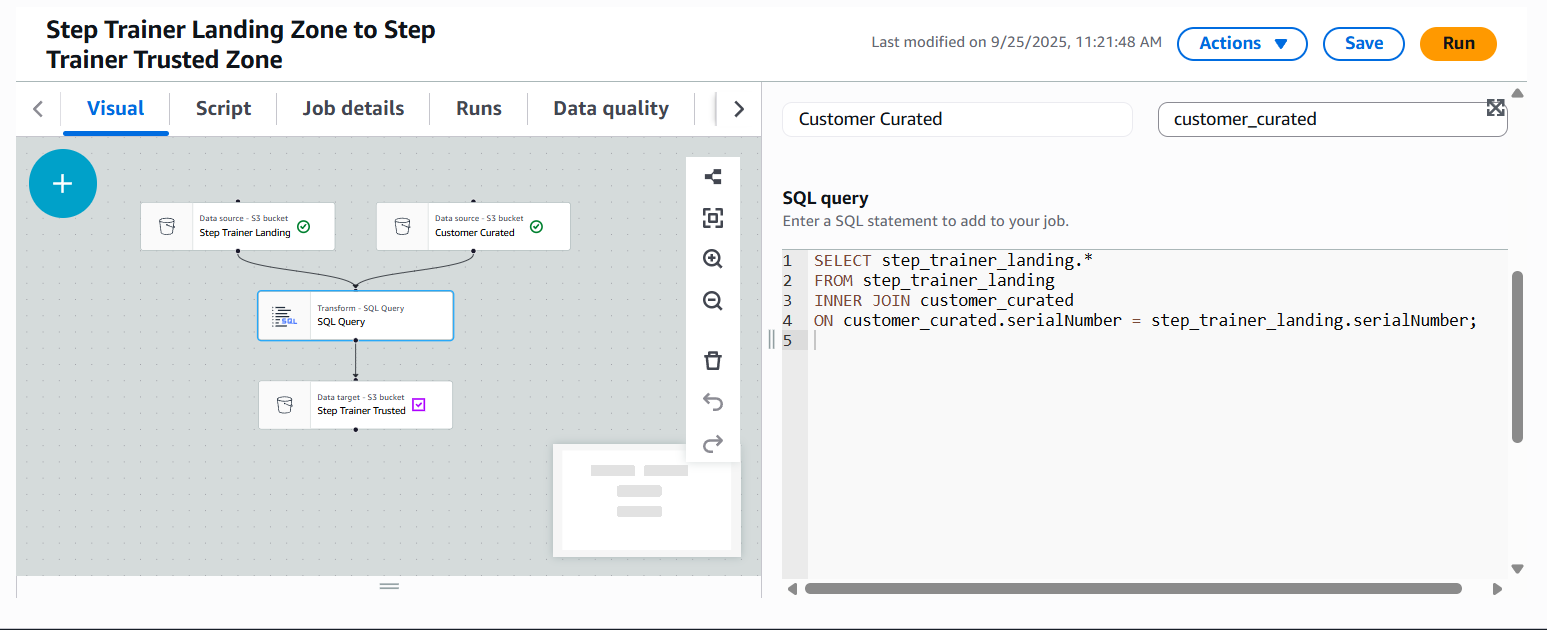 Step Trainer Landing Zone to Step
Trainer Trusted Zone
Last modified on 9/25/2025, 11:21:48 AM
Actions
Save
Run
Visual
Script
Job details
Runs
Data quality
Customer Curated
customer_curated
Data source - S3 bucket
Step Trainer Landing
Data source - S3 bucket
Customer Curated
Transform - SQL Query
SQL Query
SQL
Data target - S3 bucket
Step Trainer Trusted
SQL query
Enter a SQL statement to add to your job.
1 SELECT step_trainer_landing.*
2 FROM step_trainer_landing
3 INNER JOIN customer_curated
4 ON customer_curated.serialNumber = step_trainer_landing.serialNumber;
5